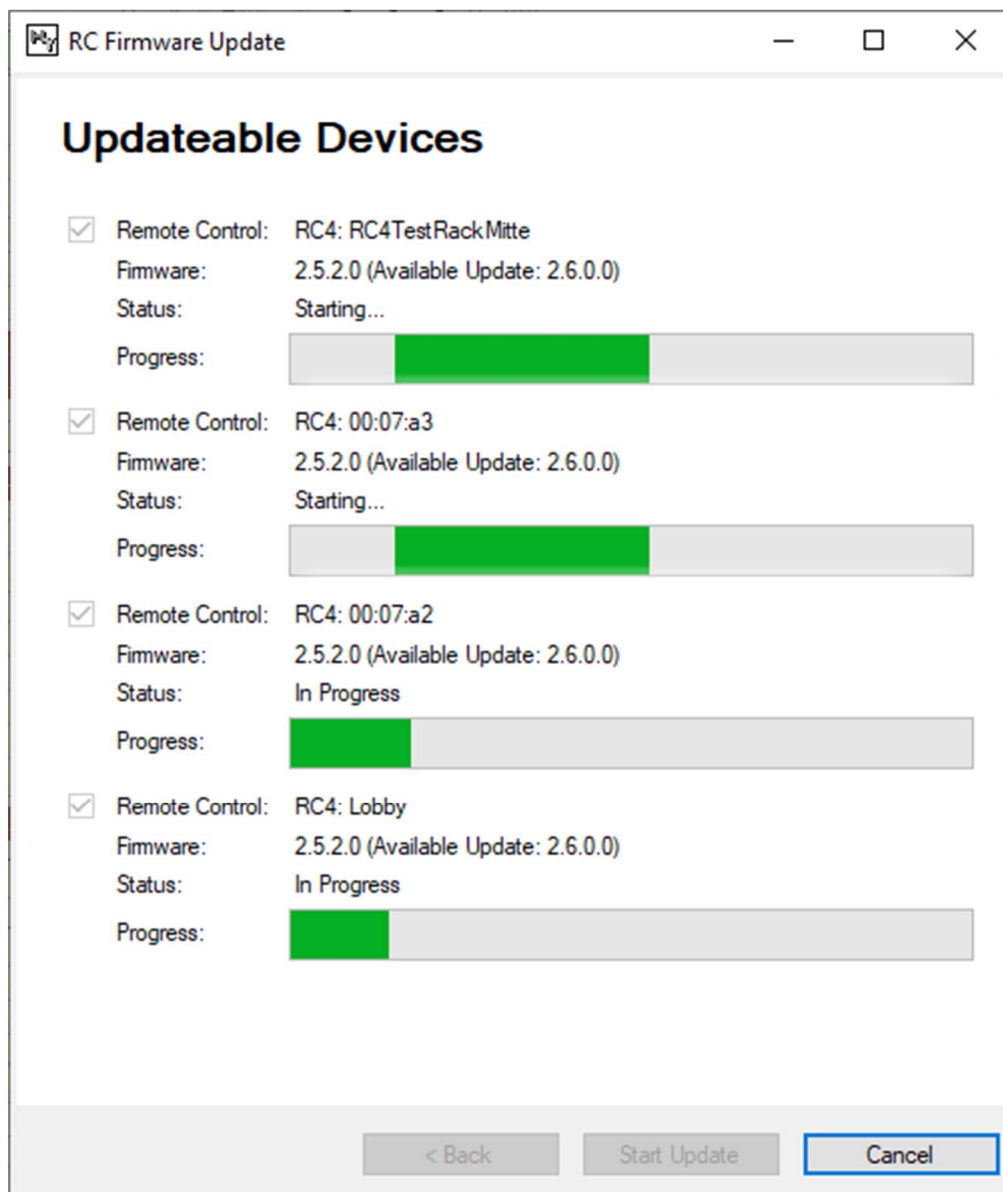 RC Firmware Update
Updateable Devices
Remote Control: RC4: RC4TestRackMitte
Firmware: 2.5.2.0 (Available Update: 2.6.0.0)
Status: Starting...
Progress:
Remote Control: RC4: 00:07:a3
Firmware: 2.5.2.0 (Available Update: 2.6.0.0)
Status: Starting...
Progress:
Remote Control: RC4: 00:07:a2
Firmware: 2.5.2.0 (Available Update: 2.6.0.0)
Status: In Progress
Progress:
Remote Control: RC4: Lobby
Firmware: 2.5.2.0 (Available Update: 2.6.0.0)
Status: In Progress
Progress:
< Back Start Update Cancel